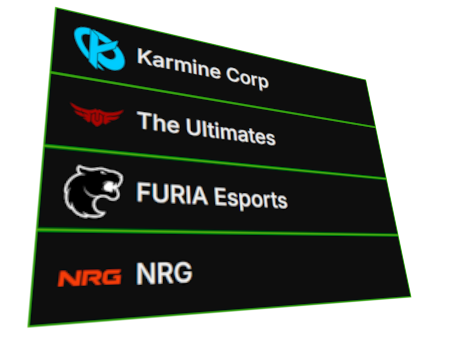 Karmine Corp
The Ultimates
FURIA Esports
NRG NRG